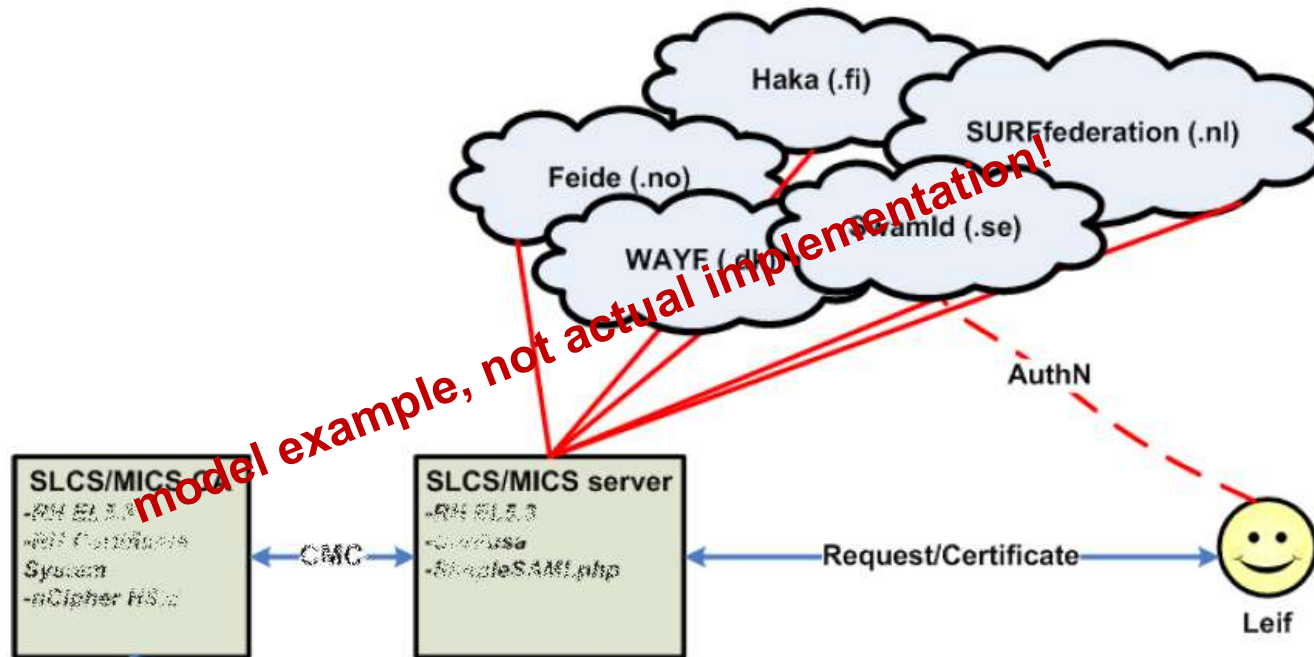 Haka (.fi)
SURFfederation (.nl)
Feide (.no)
SwamId (.se)
WAYF (.dk)
model example, not actual implementation!
AuthN
SLCS/MICS CA
-RH EL5.3
-RH Certificate
System
-nCipher
CMC
SLCS/MICS server
-RH EL5.3
-Confusa
-SimpleSAMLphp
Request/Certificate
Leif